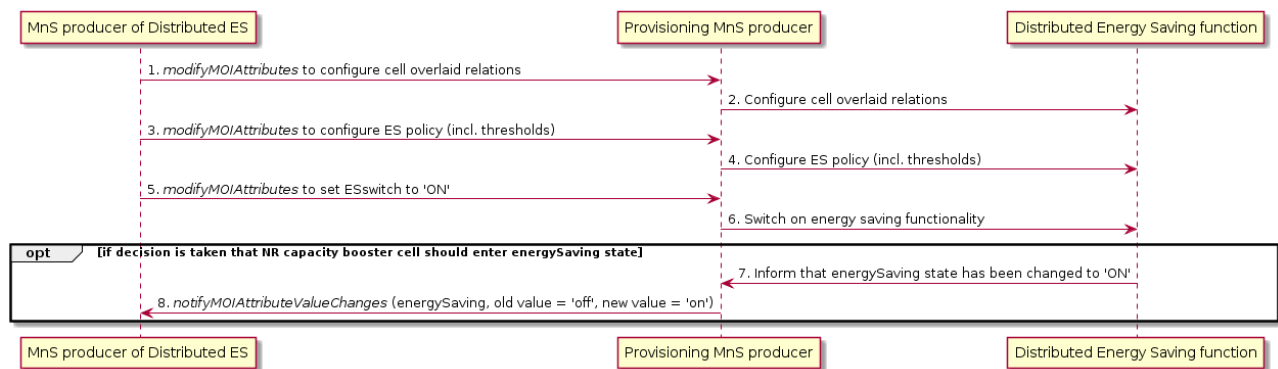 MnS producer of Distributed ES
Provisioning MnS producer
Distributed Energy Saving function
1. modifyMOIAttributes to configure cell overlaid relations
2. Configure cell overlaid relations
3. modifyMOIAttributes to configure ES policy (incl. thresholds)
4. Configure ES policy (incl. thresholds)
5. modifyMOIAttributes to set ESswitch to 'ON'
6. Switch on energy saving functionality
opt
[if decision is taken that NR capacity booster cell should enter energySaving state]
7. Inform that energySaving state has been changed to 'ON'
8. notifyMOIAttributeValueChanges (energySaving, old value = 'off', new value = 'on')
MnS producer of Distributed ES
Provisioning MnS producer
Distributed Energy Saving function